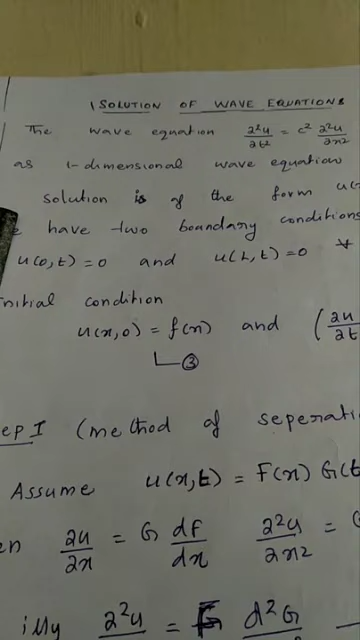 SOLUTION OF WAVE EQUATION
The wave equation ∂²u/∂t² = c² ∂²u/∂x²
as 1-dimensional wave equation
solution is of the form u(
have two boundary conditions
u(0,t)=0 and u(L,t)=0 ∀
nitial condition
u(x,0) = f(x) and (∂u/∂t
③
ep I (method of seperati
Assume u(x,t) = F(x) G(t
en ∂u/∂x = G dF/dx ∂²u/∂x² = G
illy ∂²u = F d²G